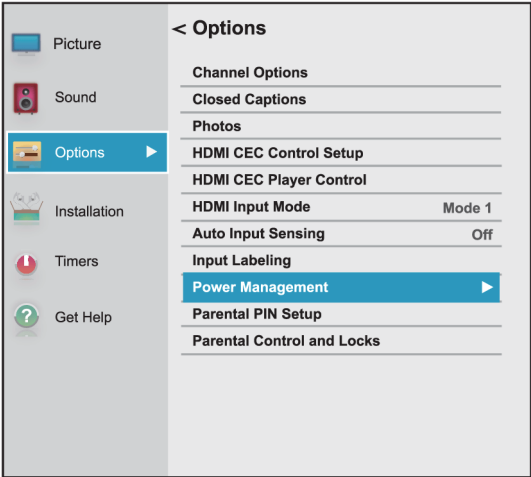 Picture
Sound
Options
Installation
Timers
Get Help
< Options
Channel Options
Closed Captions
Photos
HDMI CEC Control Setup
HDMI CEC Player Control
HDMI Input Mode Mode 1
Auto Input Sensing Off
Input Labeling
Power Management
Parental PIN Setup
Parental Control and Locks